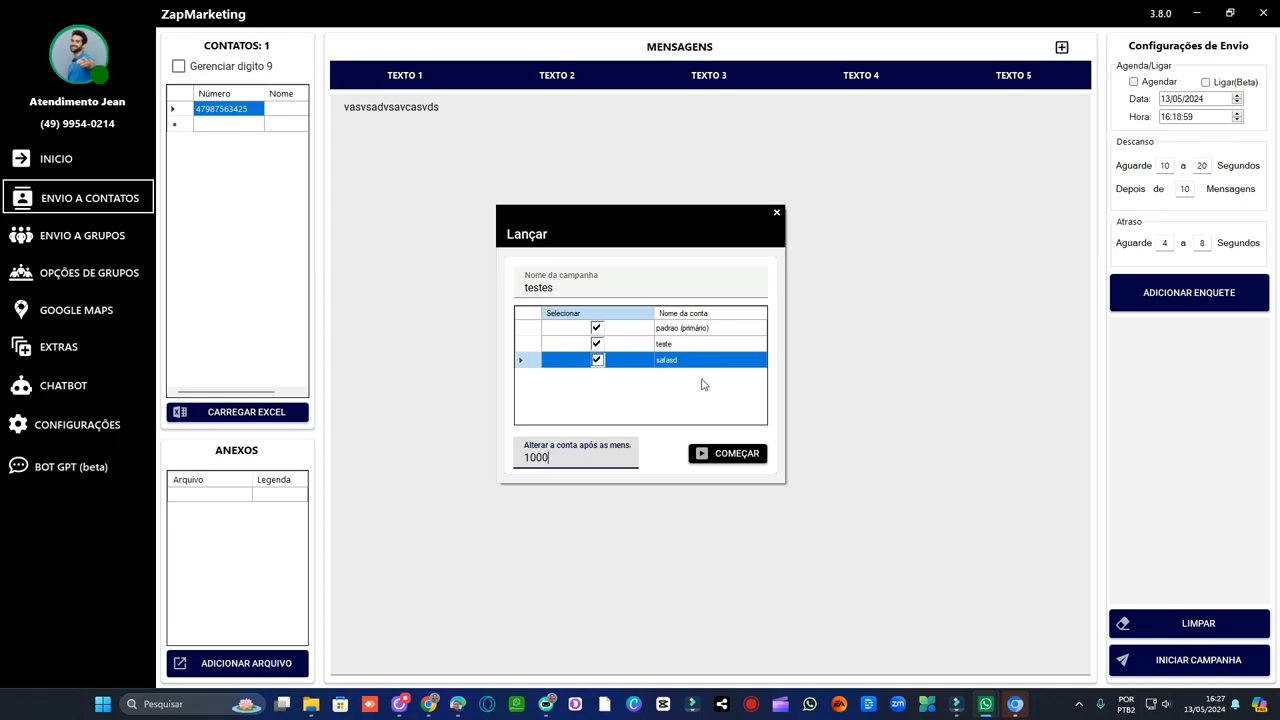 ZapMarketing
3.8.0
Atendimento Jean
(49) 9954-0214
INICIO
ENVIO A CONTATOS
ENVIO A GRUPOS
OPÇÕES DE GRUPOS
GOOGLE MAPS
EXTRAS
CHATBOT
CONFIGURAÇÕES
BOT GPT (beta)
CONTATOS: 1
Gerenciar digito 9
Número Nome
47987563425
CARREGAR EXCEL
ANEXOS
Arquivo Legenda
ADICIONAR ARQUIVO
MENSAGENS
TEXTO 1 TEXTO 2 TEXTO 3 TEXTO 4 TEXTO 5
vasvsadvsavcasvds
Lançar
Nome da campanha
testes
Selecionar Nome da conta
padrao (primário)
teste
safasd
Alterar a conta após as mensa
1000
COMEÇAR
Configurações de Envio
Agenda/Ligar
Agendar Ligar(Beta)
Data: 13/05/2024
Hora: 16:18:59
Descanso
Aguarde 10 a 20 Segundos
Depois de 10 Mensagens
Atraso
Aguarde 4 a 8 Segundos
ADICIONAR ENQUETE
LIMPAR
INICIAR CAMPANHA
Pesquisar
POR
PTB2
16:27
13/05/2024